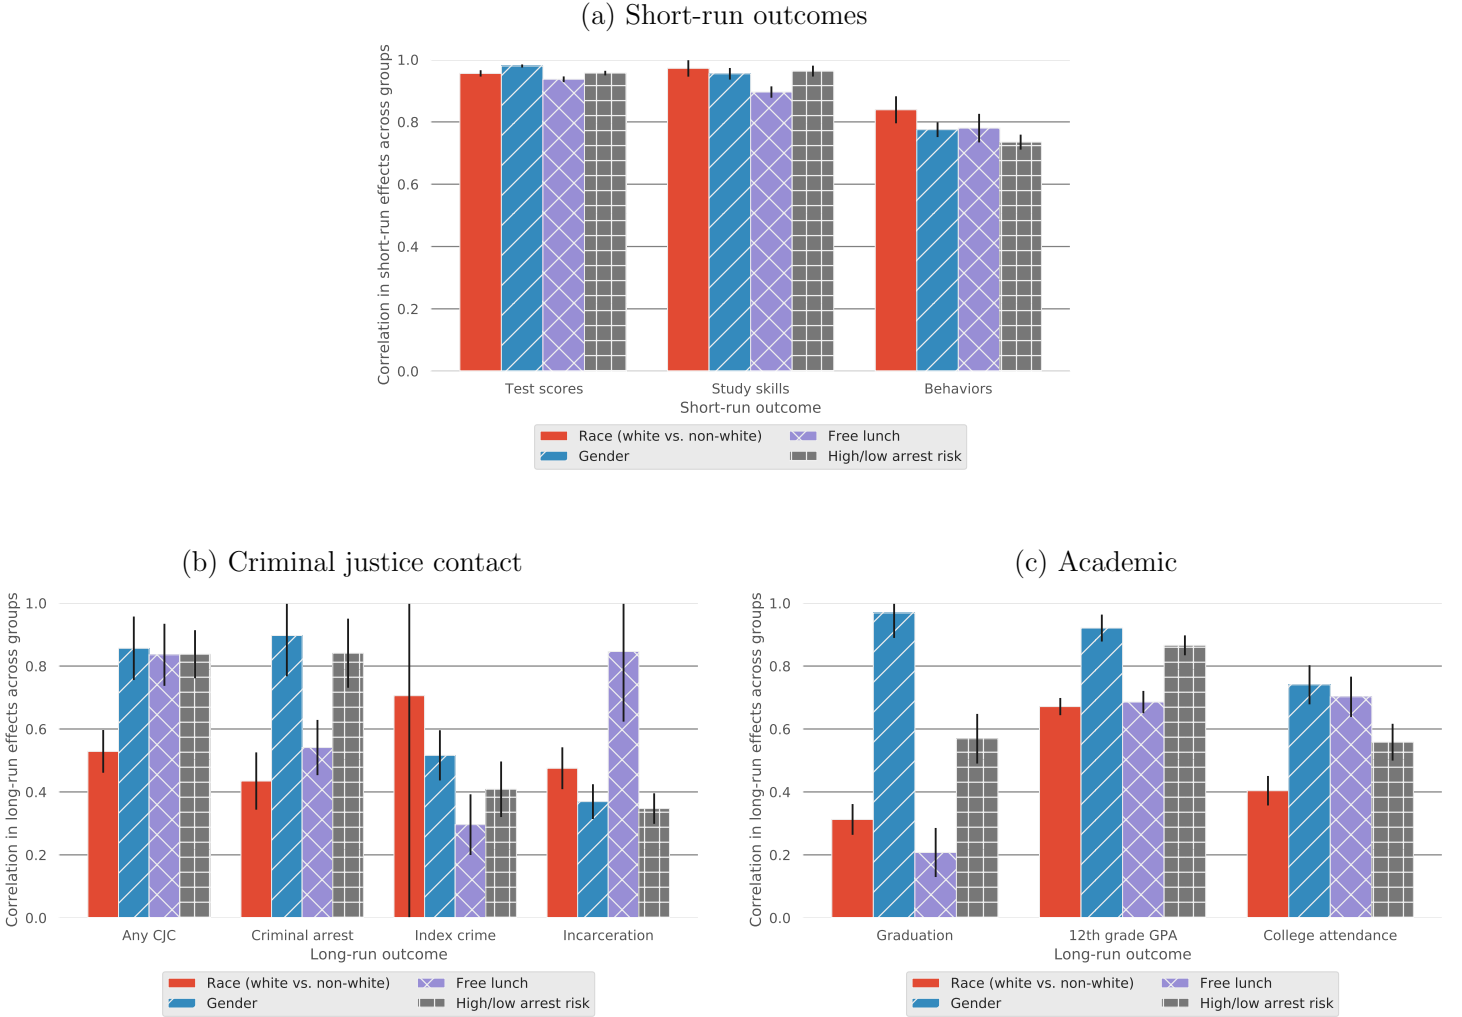 (a) Short-run outcomes
Correlation in short-run effects across groups
1.0
0.8
0.6
0.4
0.2
0.0
Test scores
Study skills
Behaviors
Short-run outcome
Race (white vs. non-white)
Gender
Free lunch
High/low arrest risk
(b) Criminal justice contact
Correlation in long-run effects across groups
1.0
0.8
0.6
0.4
0.2
0.0
Any CJC
Criminal arrest
Index crime
Incarceration
Long-run outcome
Race (white vs. non-white)
Gender
Free lunch
High/low arrest risk
(c) Academic
Correlation in long-run effects across groups
1.0
0.8
0.6
0.4
0.2
0.0
Graduation
12th grade GPA
College attendance
Long-run outcome
Race (white vs. non-white)
Gender
Free lunch
High/low arrest risk